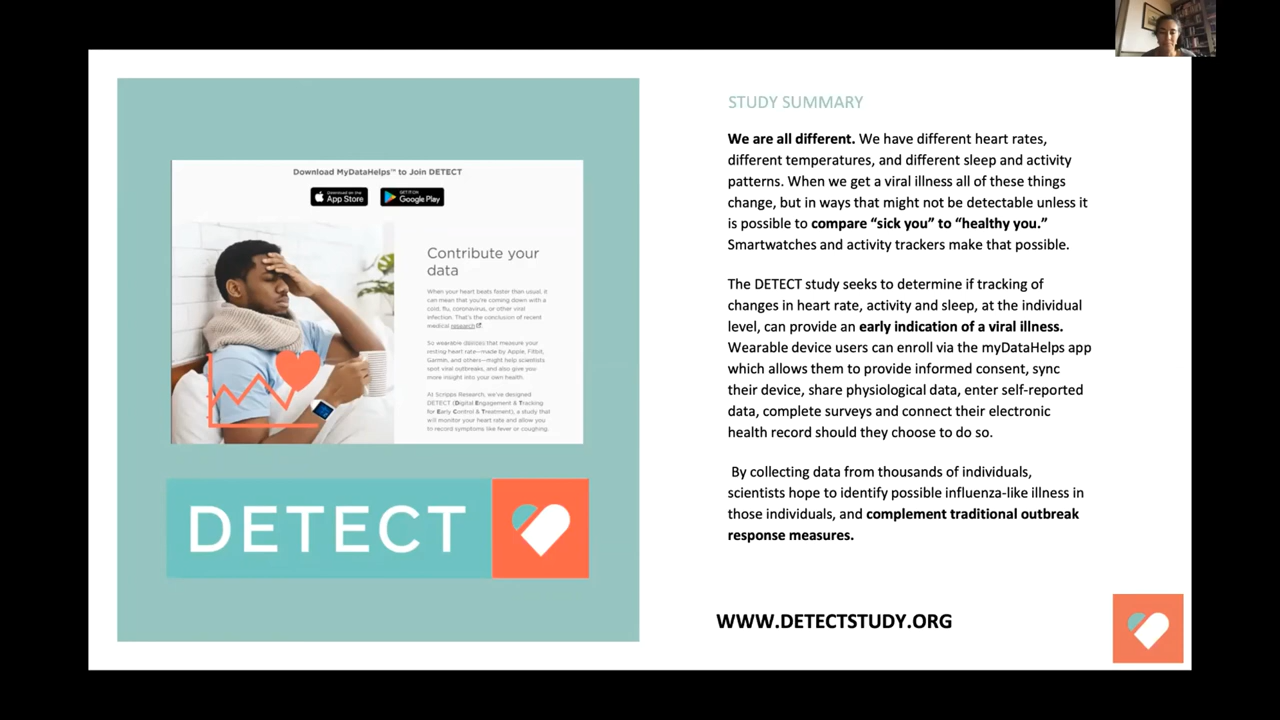 Download MyDataHelps™ to Join DETECT
Download on the
App Store
GET IT ON
Google Play
Contribute your
data
When your heart beats faster than usual, it
can mean that you're coming down with a
cold, flu, coronavirus, or other viral
infection. That's the conclusion of recent
medical research
So wearable devices that measure your
resting heart rate—made by Apple, Fitbit,
Garmin, and others—might help scientists
spot viral outbreaks, and also give you
more insight into your own health.
At Scripps Research, we've designed
DETECT (Digital Engagement & Tracking
for Early Control & Treatment), a study that
will monitor your heart rate and allow you
to record symptoms like fever or coughing.
DETECT
STUDY SUMMARY
We are all different. We have different heart rates,
different temperatures, and different sleep and activity
patterns. When we get a viral illness all of these things
change, but in ways that might not be detectable unless it
is possible to compare “sick you” to “healthy you.”
Smartwatches and activity trackers make that possible.
The DETECT study seeks to determine if tracking of
changes in heart rate, activity and sleep, at the individual
level, can provide an early indication of a viral illness.
Wearable device users can enroll via the myDataHelps app
which allows them to provide informed consent, sync
their device, share physiological data, enter self-reported
data, complete surveys and connect their electronic
health record should they choose to do so.
By collecting data from thousands of individuals,
scientists hope to identify possible influenza-like illness in
those individuals, and complement traditional outbreak
response measures.
WWW.DETECTSTUDY.ORG